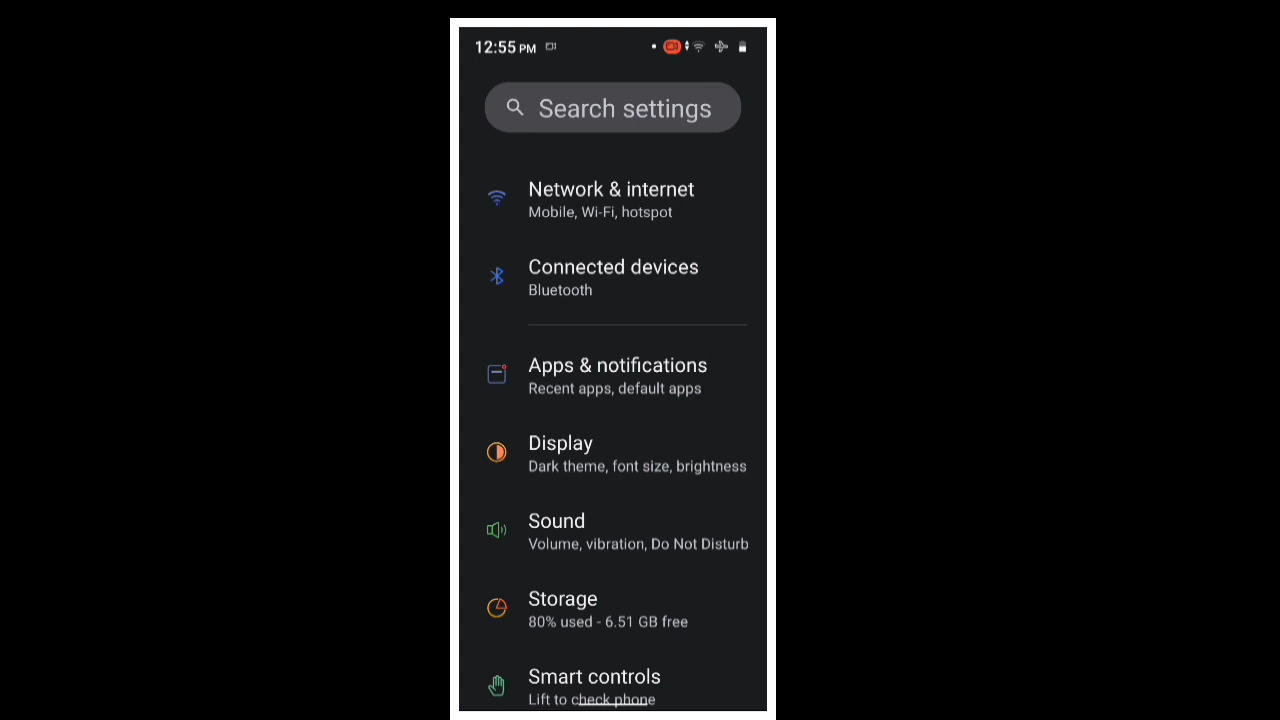 12:55 PM
Search settings
Network & internet
Mobile, Wi-Fi, hotspot
Connected devices
Bluetooth
Apps & notifications
Recent apps, default apps
Display
Dark theme, font size, brightness
Sound
Volume, vibration, Do Not Disturb
Storage
80% used - 6.51 GB free
Smart controls
Lift to check phone